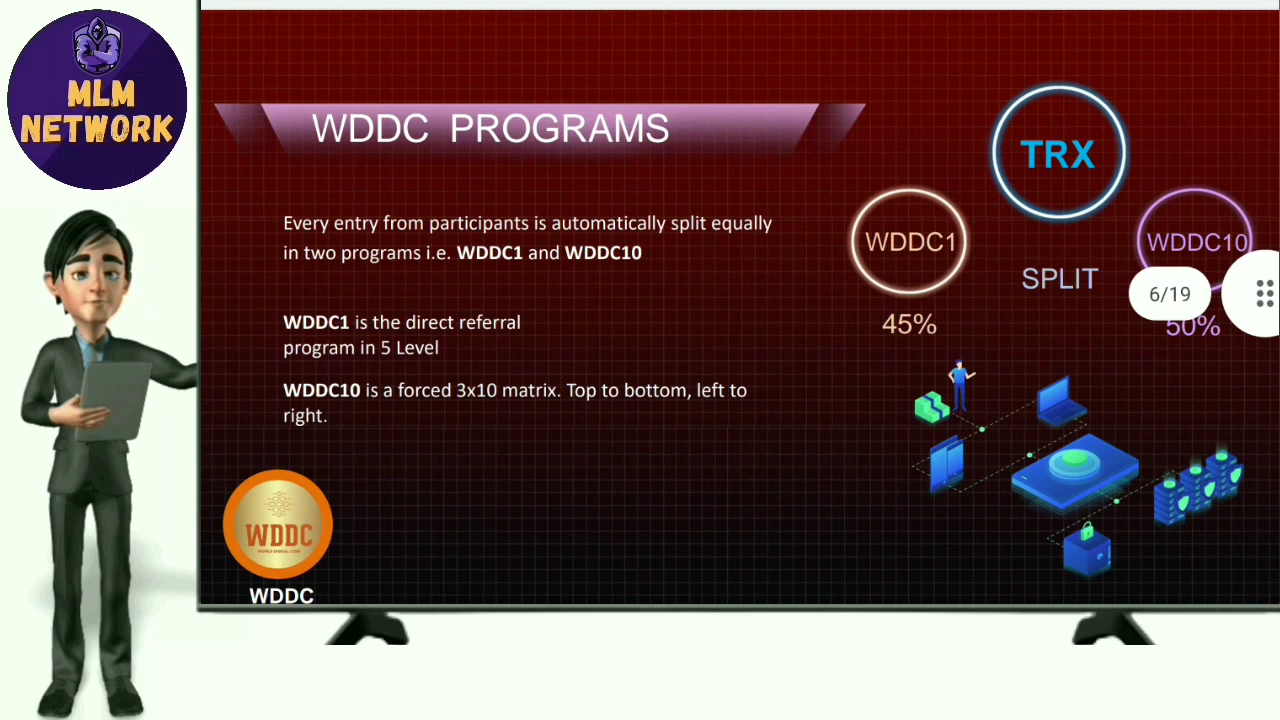 MLM
NETWORK
WDDC PROGRAMS
TRX
WDDC1
WDDC10
SPLIT
6/19
45%
50%
Every entry from participants is automatically split equally
in two programs i.e. WDDC1 and WDDC10
WDDC1 is the direct referral
program in 5 Level
WDDC10 is a forced 3x10 matrix. Top to bottom, left to
right.
WDDC
WDDC